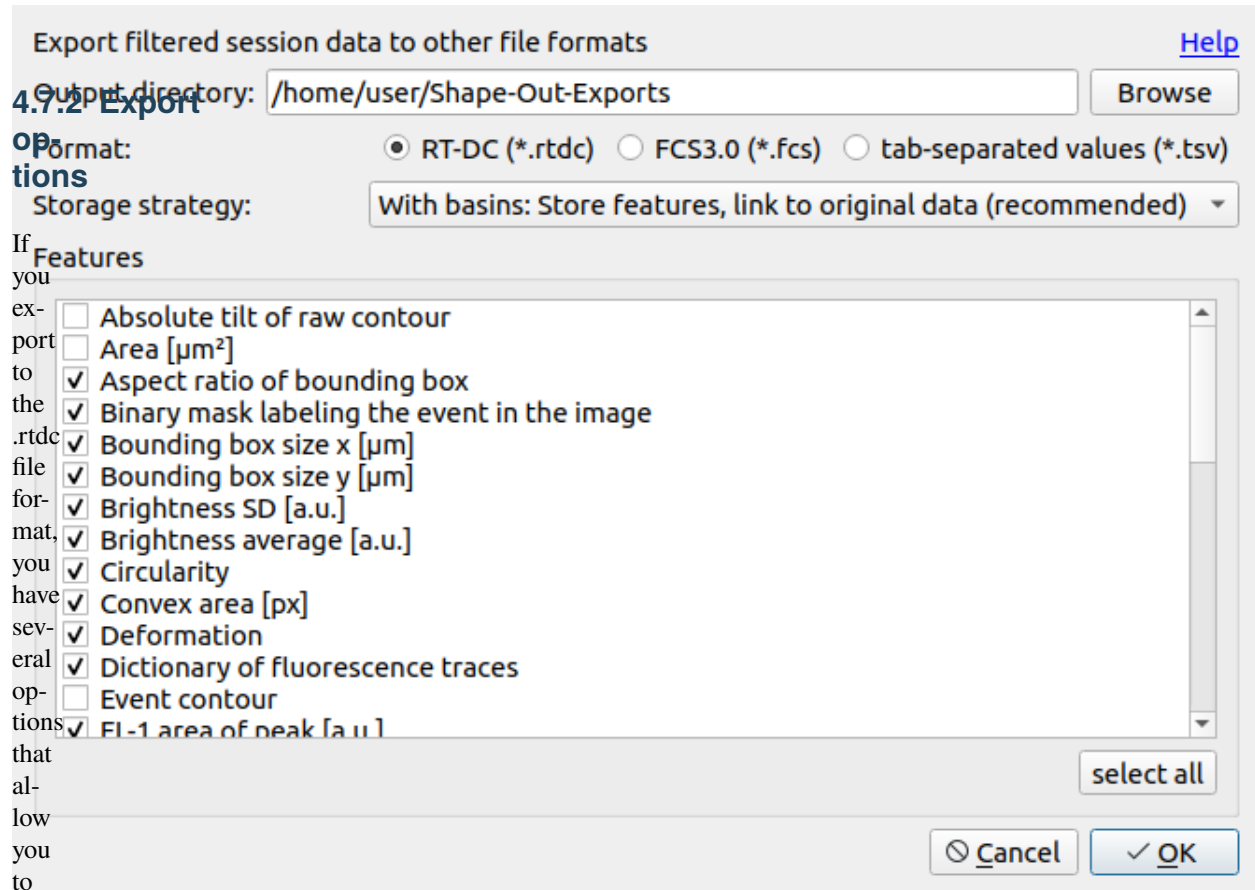 Export filtered session data to other file formats Help
Output directory: /home/user/Shape-Out-Exports Browse
Format: RT-DC (*.rtdc) FCS3.0 (*.fcs) tab-separated values (*.tsv)
Storage strategy: With basins: Store features, link to original data (recommended)
Features
Absolute tilt of raw contour
Area [µm²]
Aspect ratio of bounding box
Binary mask labeling the event in the image
Bounding box size x [µm]
Bounding box size y [µm]
Brightness SD [a.u.]
Brightness average [a.u.]
Circularity
Convex area [px]
Deformation
Dictionary of fluorescence traces
Event contour
FL-1 area of peak [a.u.]
select all
Cancel OK
4.7.2 Export
op-
tions
If
you
ex-
port
to
the
.rtdc
file
for-
mat,
you
have
sev-
eral
op-
tions
that
al-
low
you
to